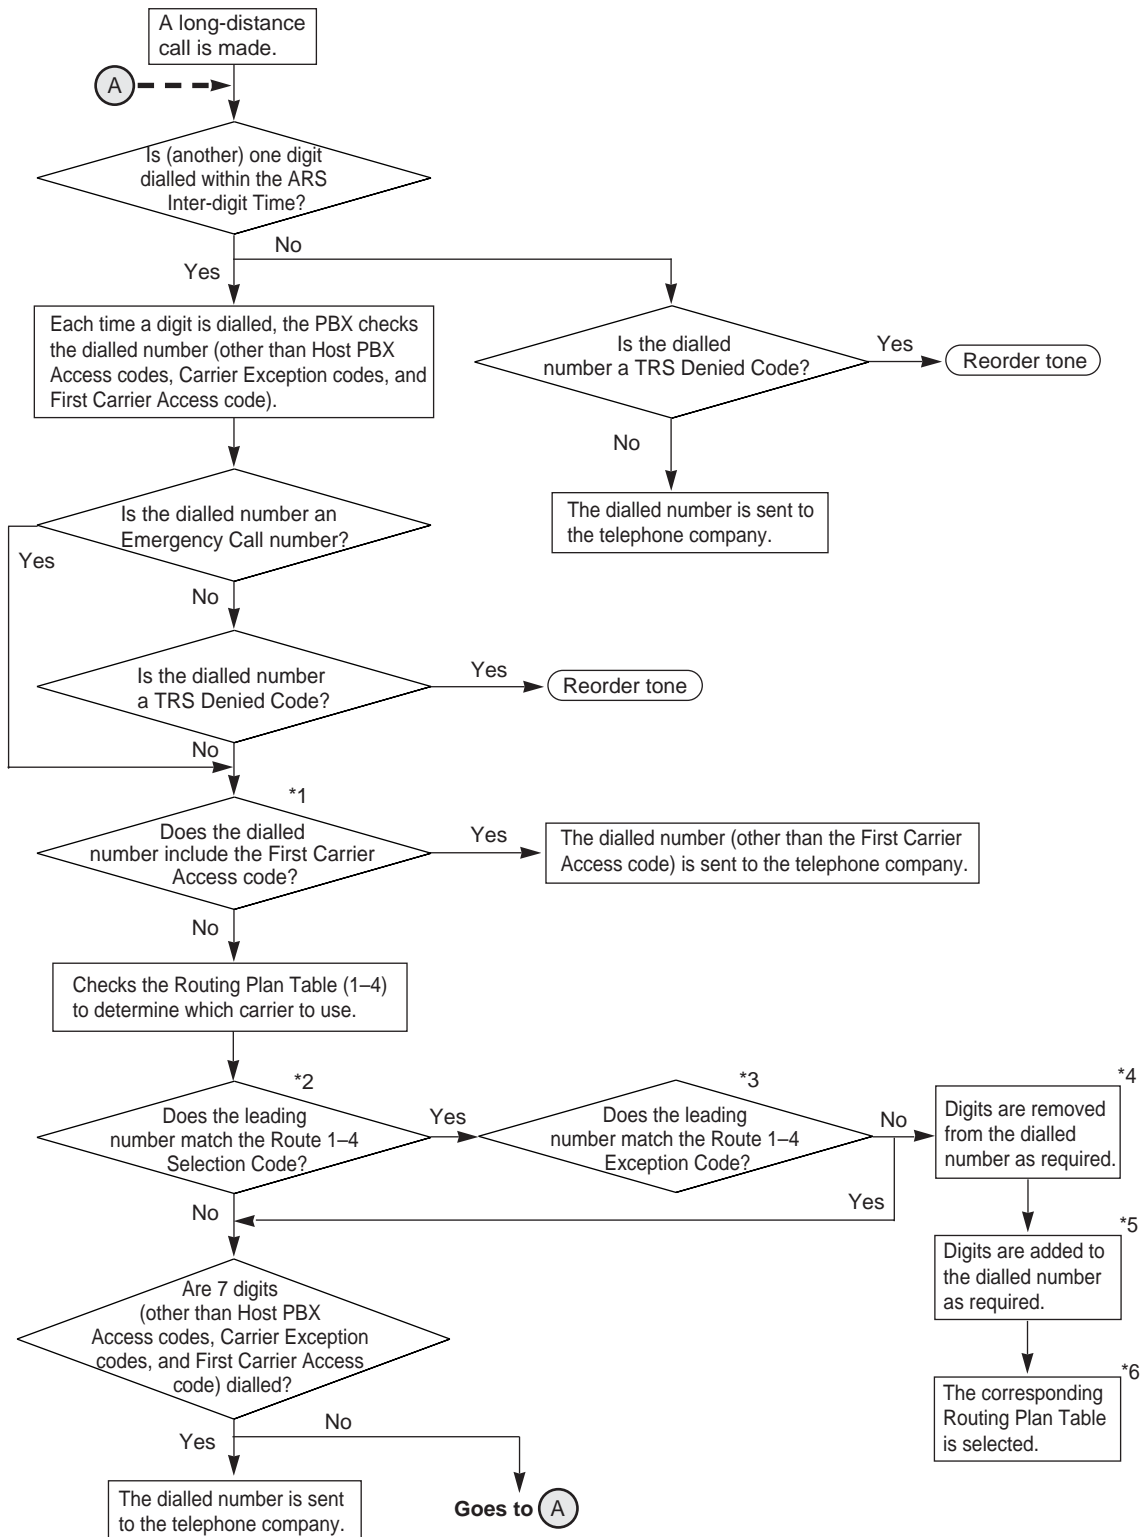 A long-distance
call is made.
A
Is (another) one digit
dialled within the ARS
Inter-digit Time?
No
Yes
Each time a digit is dialled, the PBX checks
the dialled number (other than Host PBX
Access codes, Carrier Exception codes, and
First Carrier Access code).
Is the dialled
number a TRS Denied Code?
Yes
Reorder tone
No
The dialled number is sent to
the telephone company.
Is the dialled number an
Emergency Call number?
Yes
No
Is the dialled number
a TRS Denied Code?
Yes
Reorder tone
No
*1
Does the dialled
number include the First Carrier
Access code?
Yes
The dialled number (other than the First Carrier
Access code) is sent to the telephone company.
No
Checks the Routing Plan Table (1–4)
to determine which carrier to use.
*2
Does the leading
number match the Route 1–4
Selection Code?
Yes
*3
Does the leading
number match the Route 1–4
Exception Code?
No
*4
Digits are removed
from the dialled
number as required.
Yes
No
*5
Digits are added to
the dialled number
as required.
Are 7 digits
(other than Host PBX
Access codes, Carrier Exception
codes, and First Carrier Access
code) dialled?
*6
The corresponding
Routing Plan Table
is selected.
No
Yes
The dialled number is sent
to the telephone company.
Goes to A